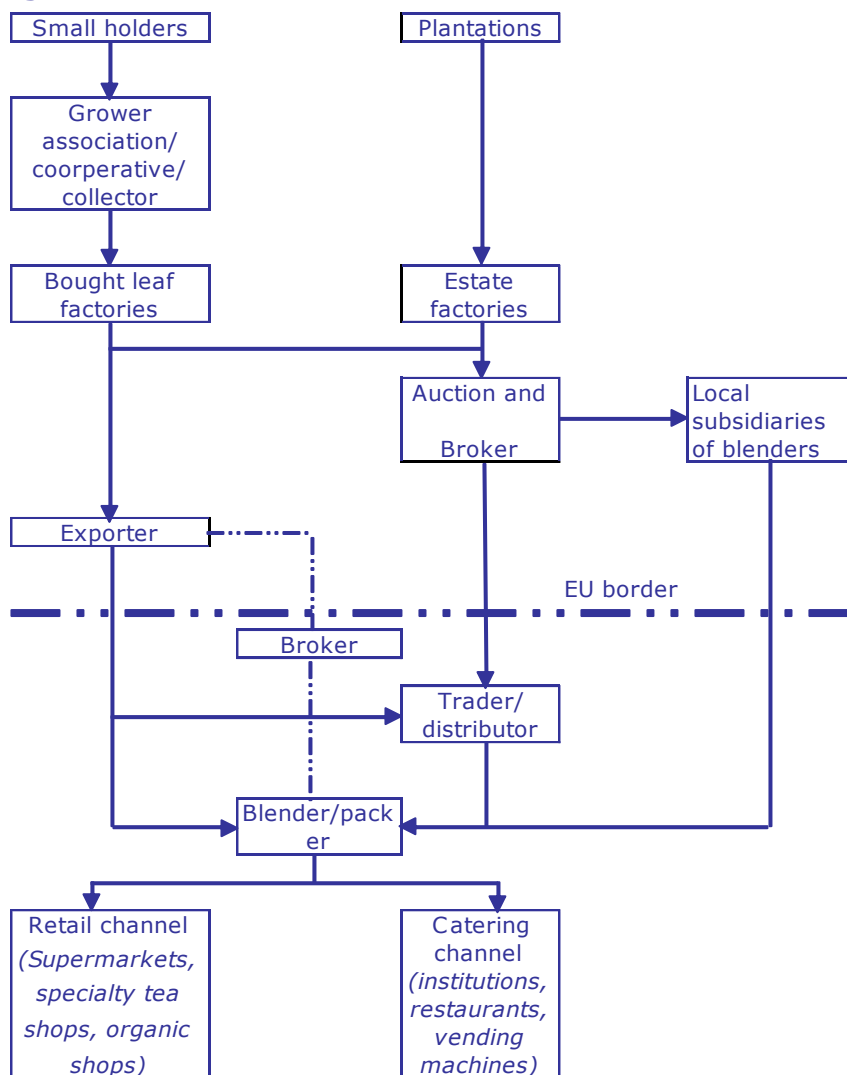 Small holders
Plantations
Grower
association/
coorperative/
collector
Bought leaf
factories
Estate
factories
Auction and
Broker
Local
subsidiaries
of blenders
Exporter
EU border
Broker
Trader/
distributor
Blender/pack
er
Retail channel
(Supermarkets,
specialty tea
shops, organic
shops)
Catering
channel
(institutions,
restaurants,
vending
machines)